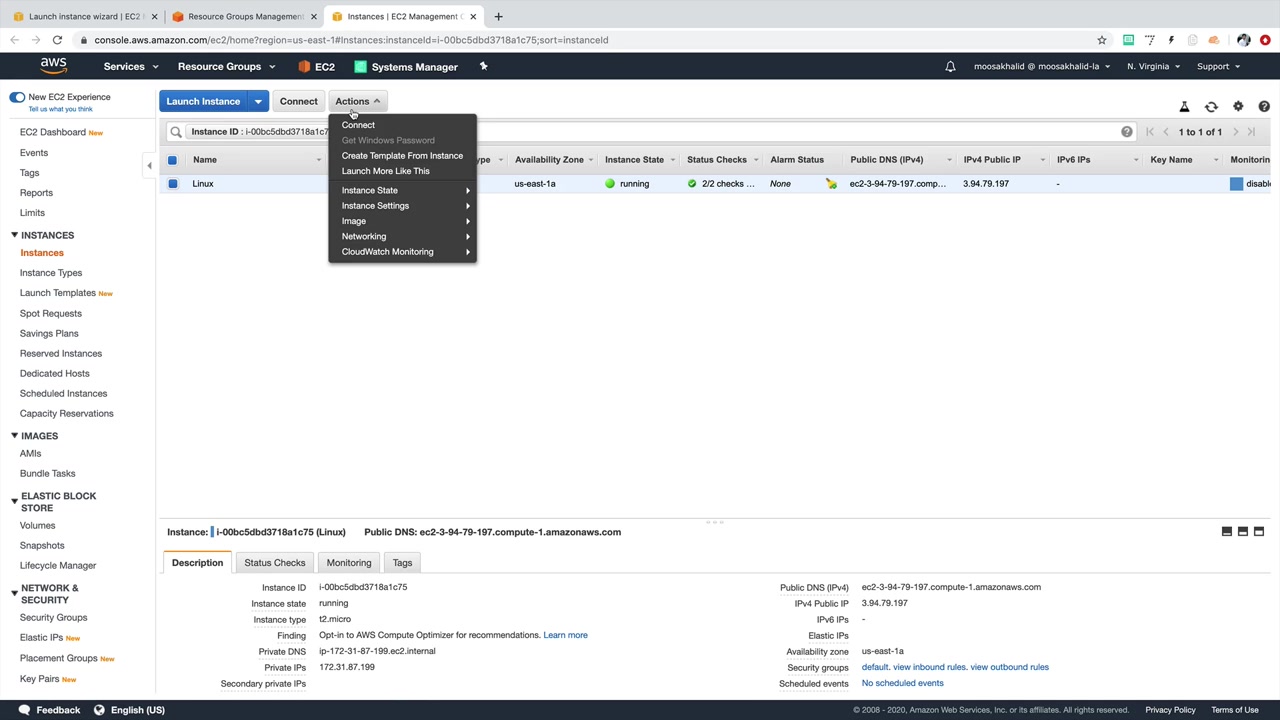 Launch instance wizard | EC2
Resource Groups Management
Instances | EC2 Management C
console.aws.amazon.com/ec2/home?region=us-east-1#Instances:instanceId=i-00bc5dbd3718a1c75;sort=instanceId
aws
Services
Resource Groups
EC2
Systems Manager
moosakhalid @ moosakhalid-la
N. Virginia
Support
New EC2 Experience
Tell us what you think
Launch Instance
Connect
Actions
EC2 Dashboard New
Events
Tags
Reports
Limits
INSTANCES
Instances
Instance Types
Launch Templates New
Spot Requests
Savings Plans
Reserved Instances
Dedicated Hosts
Scheduled Instances
Capacity Reservations
IMAGES
AMIs
Bundle Tasks
ELASTIC BLOCK
STORE
Volumes
Snapshots
Lifecycle Manager
NETWORK &
SECURITY
Security Groups
Elastic IPs New
Placement Groups New
Key Pairs New
Instance ID : i-00bc5dbd3718a1c7
1 to 1 of 1
Connect
Get Windows Password
Create Template From Instance
Launch More Like This
Instance State
Instance Settings
Image
Networking
CloudWatch Monitoring
Name
ype
Availability Zone
Instance State
Status Checks
Alarm Status
Public DNS (IPv4)
IPv4 Public IP
IPv6 IPs
Key Name
Monitorin
Linux
us-east-1a
running
2/2 checks ...
None
ec2-3-94-79-197.comp...
3.94.79.197
-
disable
Instance: i-00bc5dbd3718a1c75 (Linux) Public DNS: ec2-3-94-79-197.compute-1.amazonaws.com
Description
Status Checks
Monitoring
Tags
Instance ID i-00bc5dbd3718a1c75
Instance state running
Instance type t2.micro
Finding Opt-in to AWS Compute Optimizer for recommendations. Learn more
Private DNS ip-172-31-87-199.ec2.internal
Private IPs 172.31.87.199
Secondary private IPs
Public DNS (IPv4) ec2-3-94-79-197.compute-1.amazonaws.com
IPv4 Public IP 3.94.79.197
IPv6 IPs -
Elastic IPs
Availability zone us-east-1a
Security groups default. view inbound rules. view outbound rules
Scheduled events No scheduled events
Feedback
English (US)
© 2008 - 2020, Amazon Web Services, Inc. or its affiliates. All rights reserved.
Privacy Policy
Terms of Use